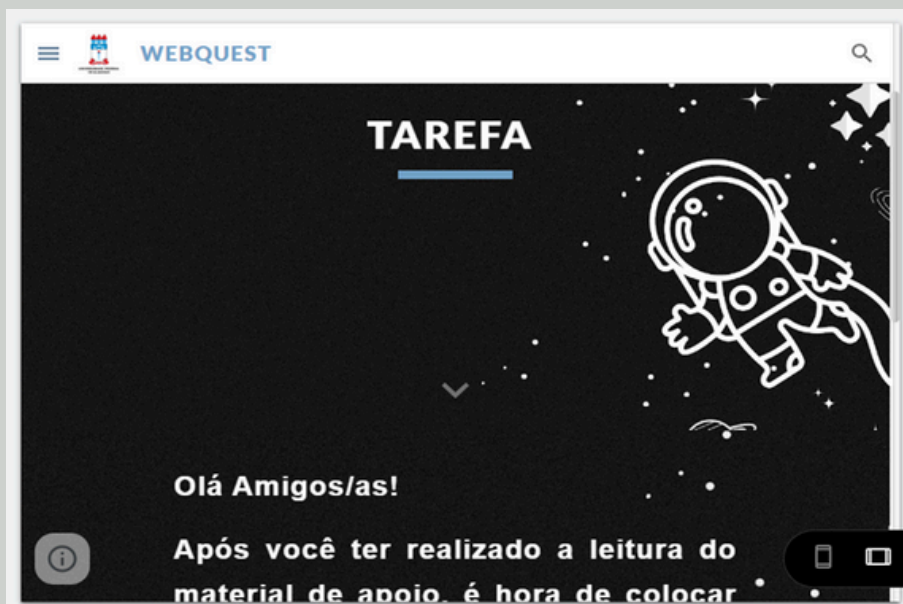 WEBQUEST
TAREFA
Olá Amigos/as!
Após você ter realizado a leitura do
material de apoio, é hora de colocar